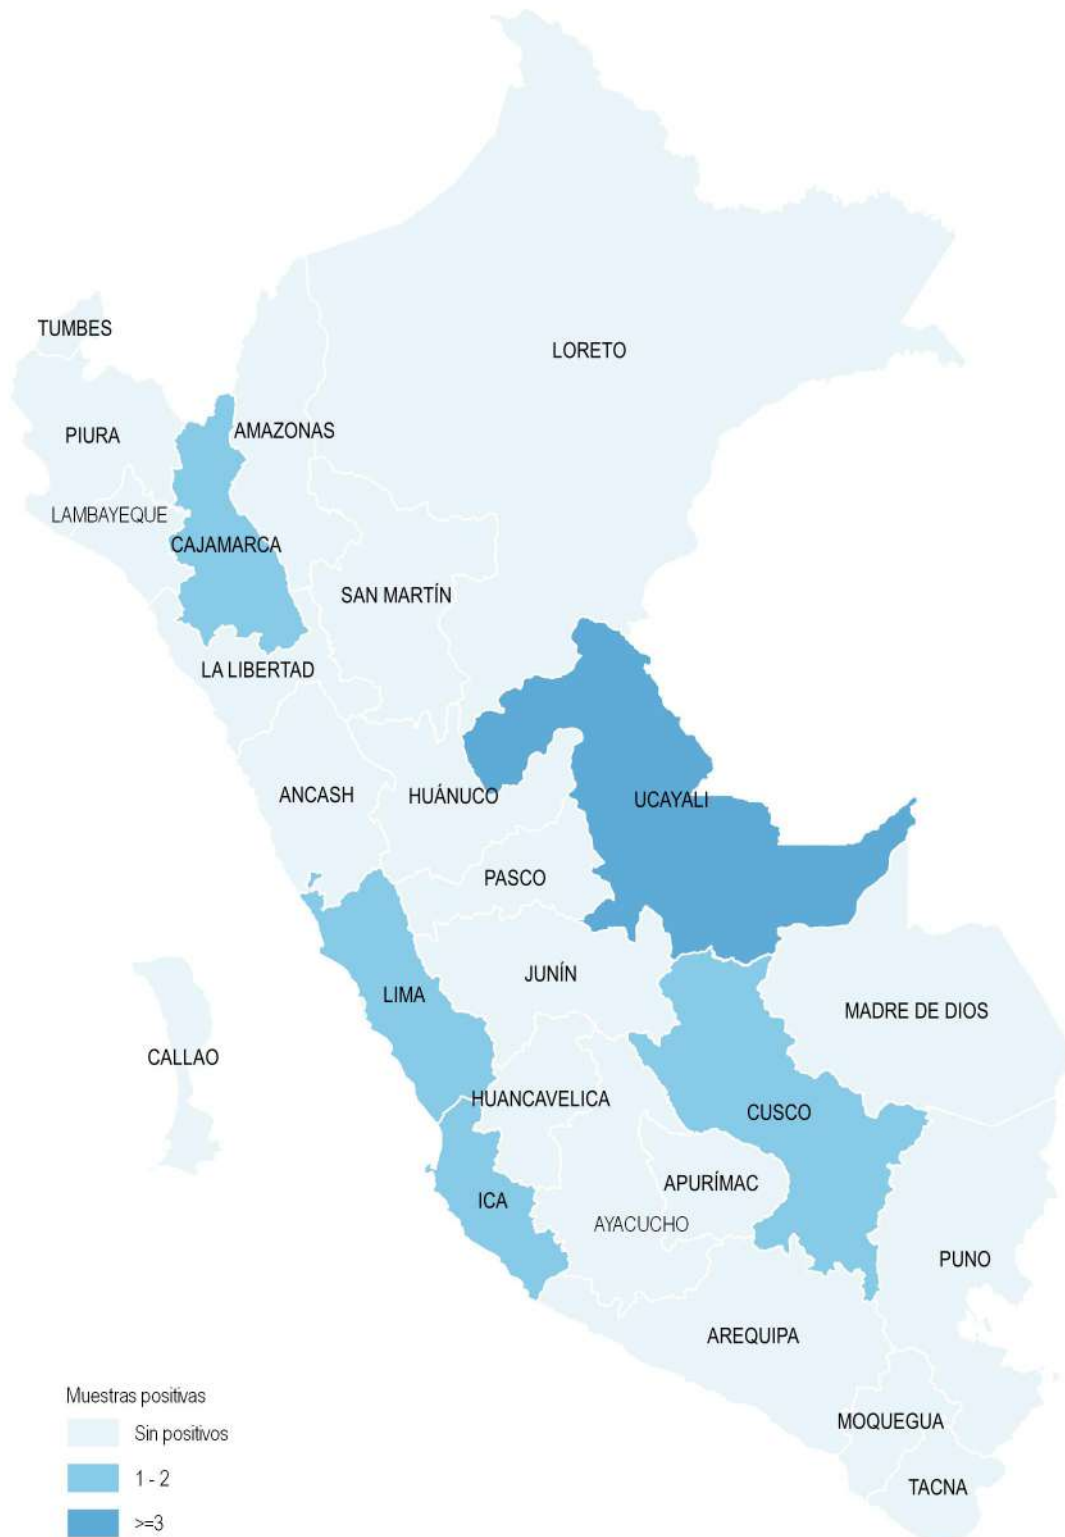 TUMBES
LORETO
PIURA
AMAZONAS
LAMBAYEQUE
CAJAMARCA
SAN MARTÍN
LA LIBERTAD
ANCASH
HUÁNUCO
UCAYALI
PASCO
JUNÍN
LIMA
MADRE DE DIOS
CALLAO
HUANCAVELICA
CUSCO
APURÍMAC
ICA
AYACUCHO
PUNO
AREQUIPA
MOQUEGUA
TACNA
Muestras positivas
Sin positivos
1 - 2
>=3